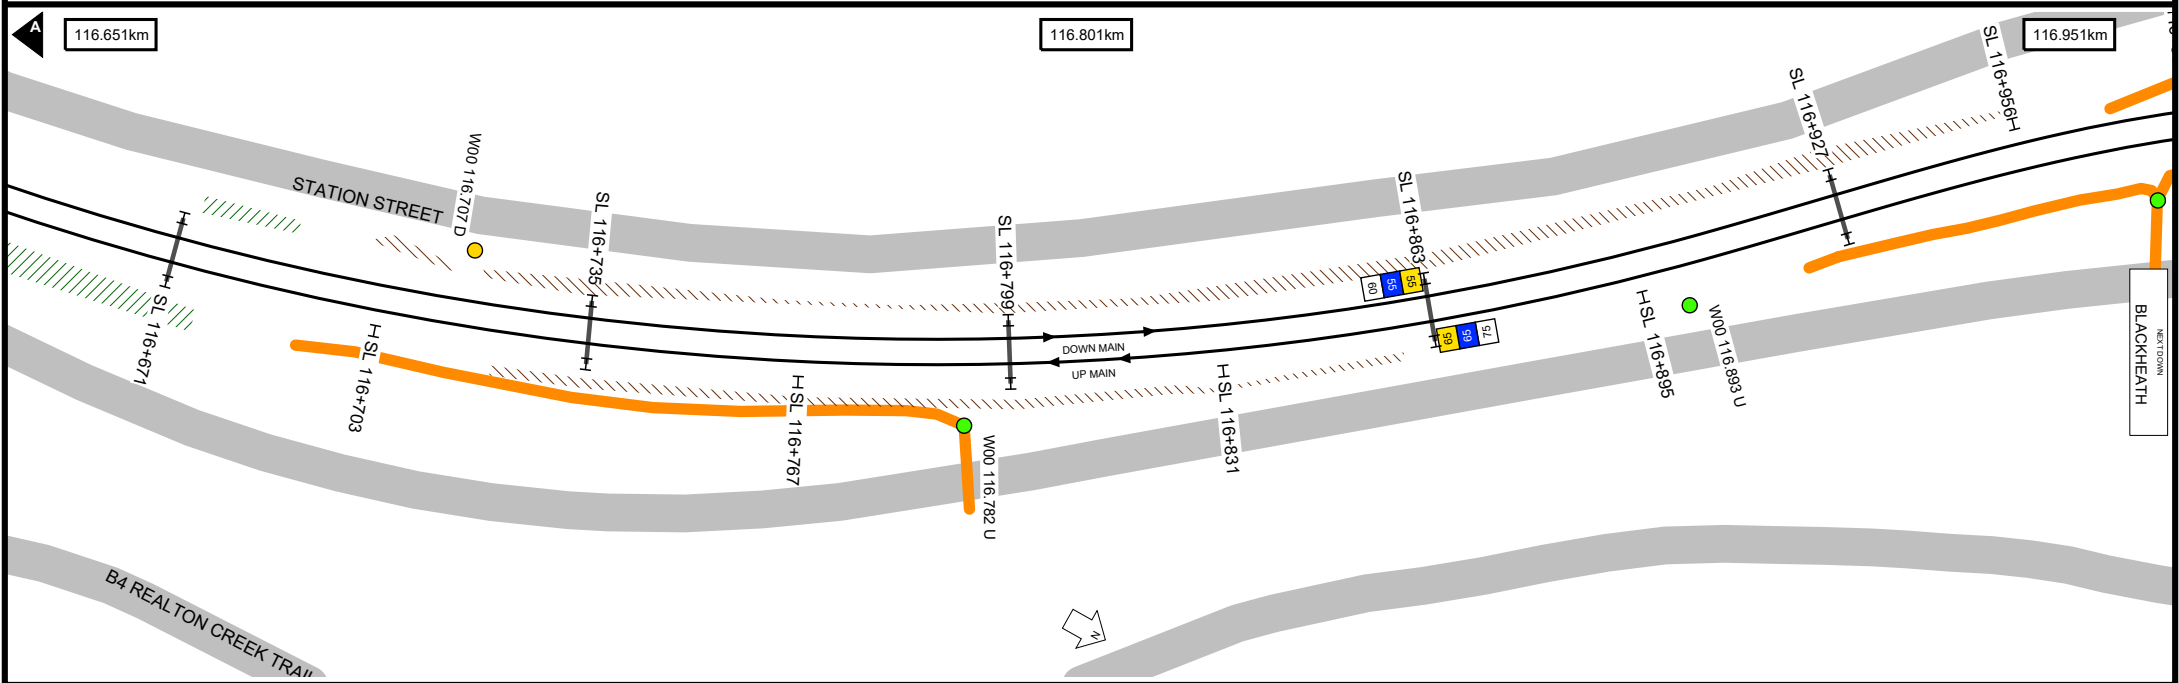 A
116.651km
116.801km
116.951km
STATION STREET
W00 116.707 D
SL 116+735
SL 116+799
SL 116+863
SL 116+927
SL 116+956
SL 116+671
SL 116+703
SL 116+767
W00 116.782 U
DOWN MAIN
UP MAIN
60
55
55
65
65
75
SL 116+831
SL 116+895
W00 116.893 U
NEXT DOWN
BLACKHEATH
B4 REALTON CREEK TRAIL
N